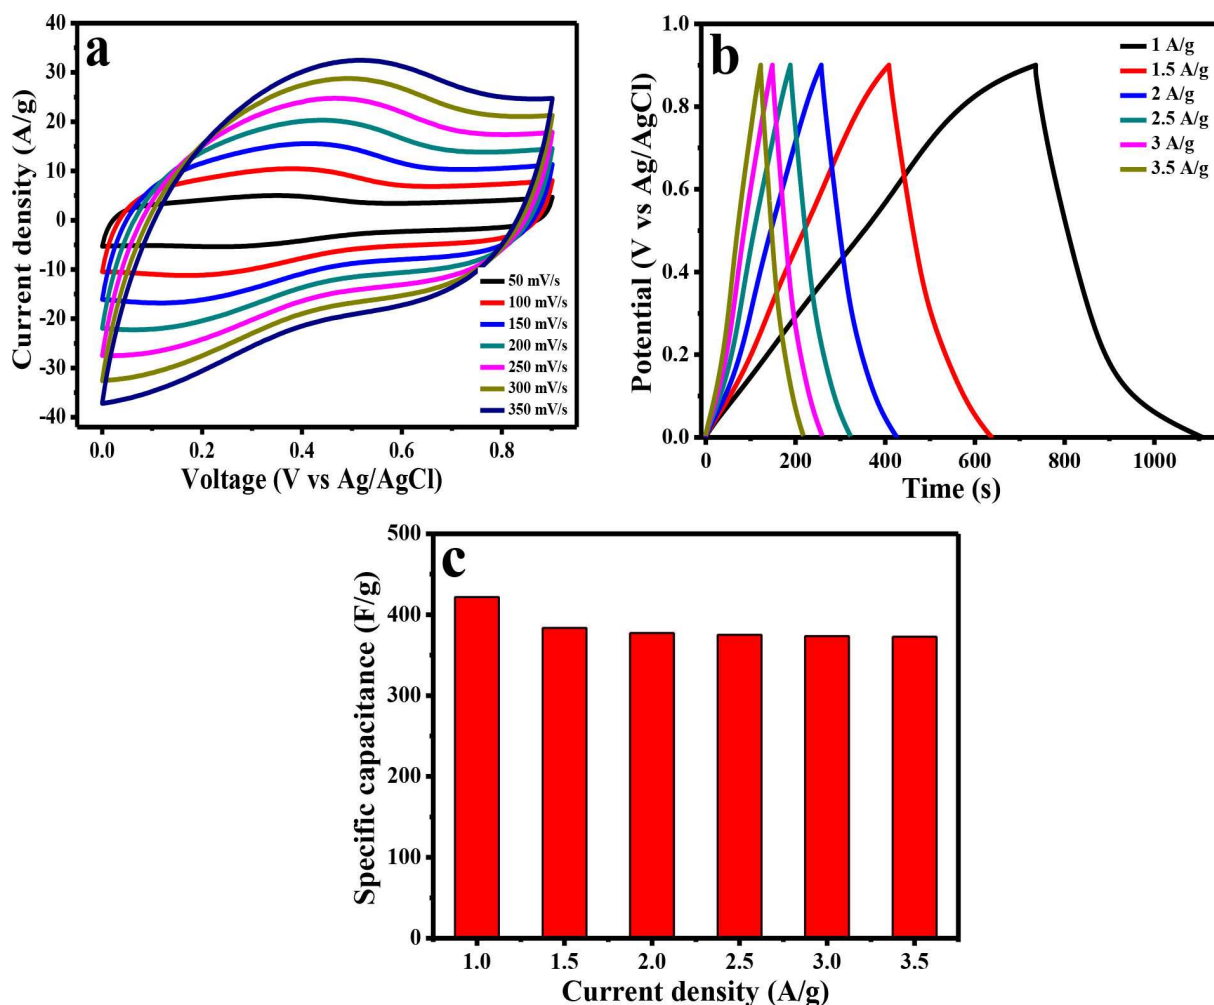 a
40
30
20
10
0
-10
-20
-30
-40
Current density (A/g)
0.0 0.2 0.4 0.6 0.8
Voltage (V vs Ag/AgCl)
50 mV/s
100 mV/s
150 mV/s
200 mV/s
250 mV/s
300 mV/s
350 mV/s
b
1.0
0.8
0.6
0.4
0.2
0.0
Potential (V vs Ag/AgCl)
0 200 400 600 800 1000
Time (s)
1 A/g
1.5 A/g
2 A/g
2.5 A/g
3 A/g
3.5 A/g
c
500
400
300
200
100
0
Specific capacitance (F/g)
1.0 1.5 2.0 2.5 3.0 3.5
Current density (A/g)